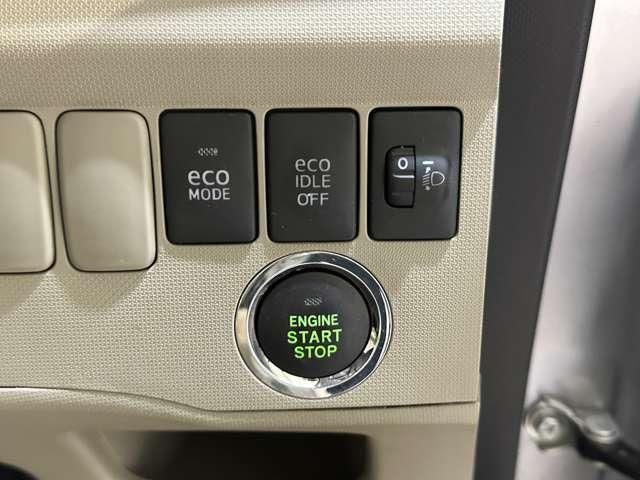 eco
MODE
eco
IDLE
OFF
0
ENGINE
START
STOP